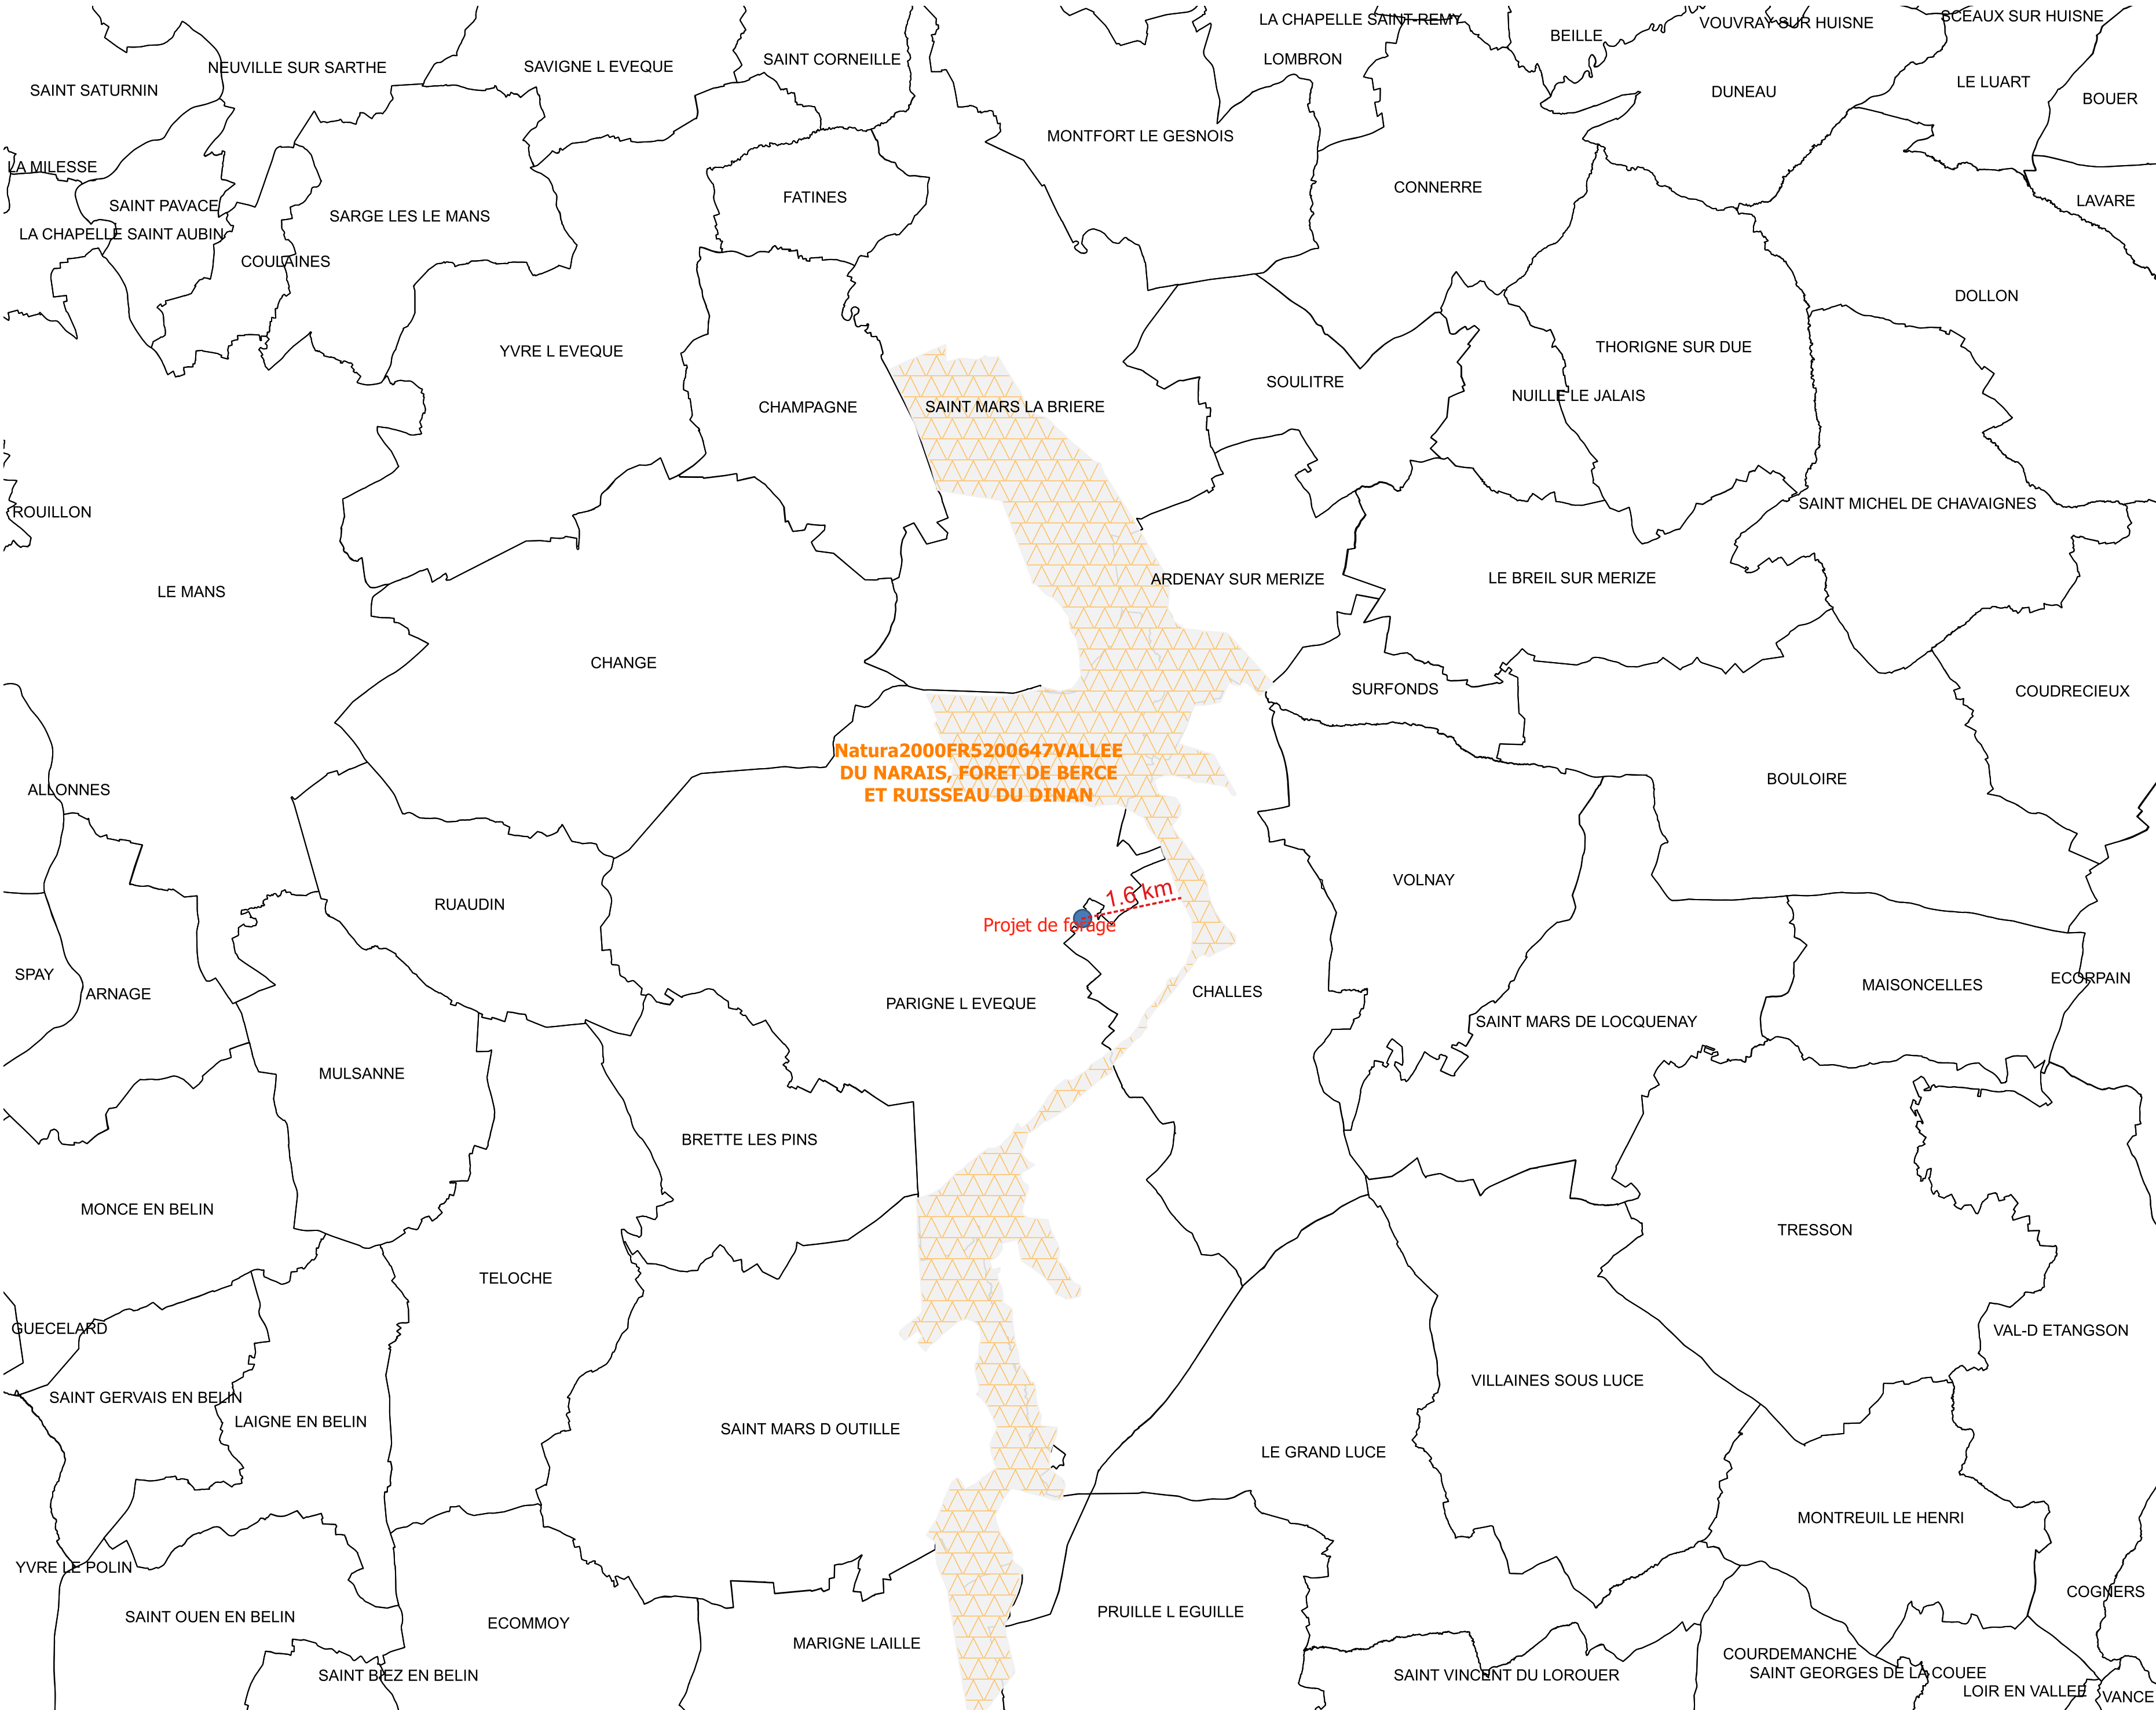 LA CHAPELLE SAINT-REMY
SCEAUX SUR HUISNE
VOUVRAY SUR HUISNE
BEILLE
SAINT CORNEILLE
LOMBRON
NEUVILLE SUR SARTHE
SAVIGNE L EVEQUE
LE LUART
SAINT SATURNIN
DUNEAU
BOUER
MONTFORT LE GESNOIS
LA MILESSE
CONNERRE
FATINES
LAVARE
SAINT PAVACE
SARGE LES LE MANS
LA CHAPELLE SAINT AUBIN
COULAINES
DOLLON
YVRE L EVEQUE
THORIGNE SUR DUE
SOULITRE
NUILLE LE JALAIS
CHAMPAGNE
SAINT MARS LA BRIERE
SAINT MICHEL DE CHAVAIGNES
ROUILLON
ARDENAY SUR MERIZE
LE BREIL SUR MERIZE
LE MANS
CHANGE
SURFONDS
COUDRECIEUX
Natura2000FR5200647VALLEE
DU NARAIS, FORET DE BERCE
ET RUISSEAU DU DINAN
BOULOIRE
ALLONNES
VOLNAY
1.6 km
RUAUDIN
Projet de forage
SPAY
ARNAGE
PARIGNE L EVEQUE
CHALLES
MAISONCELLES
ECORPAIN
SAINT MARS DE LOCQUENAY
MULSANNE
BRETTE LES PINS
MONCE EN BELIN
TRESSON
TELOCHE
GUECELARD
VAL-D ETANGSON
VILLAINES SOUS LUCE
SAINT GERVAIS EN BELIN
LAIGNE EN BELIN
SAINT MARS D OUTILLE
LE GRAND LUCE
MONTREUIL LE HENRI
YVRE LE POLIN
COGNERS
SAINT OUEN EN BELIN
ECOMMOY
PRUILLE L EGUILLE
MARIGNE LAILLE
COURDEMANCHE
SAINT BIEZ EN BELIN
SAINT VINCENT DU LOROUER
SAINT GEORGES DE LA COUEE
LOIR EN VALLEE
VANCE